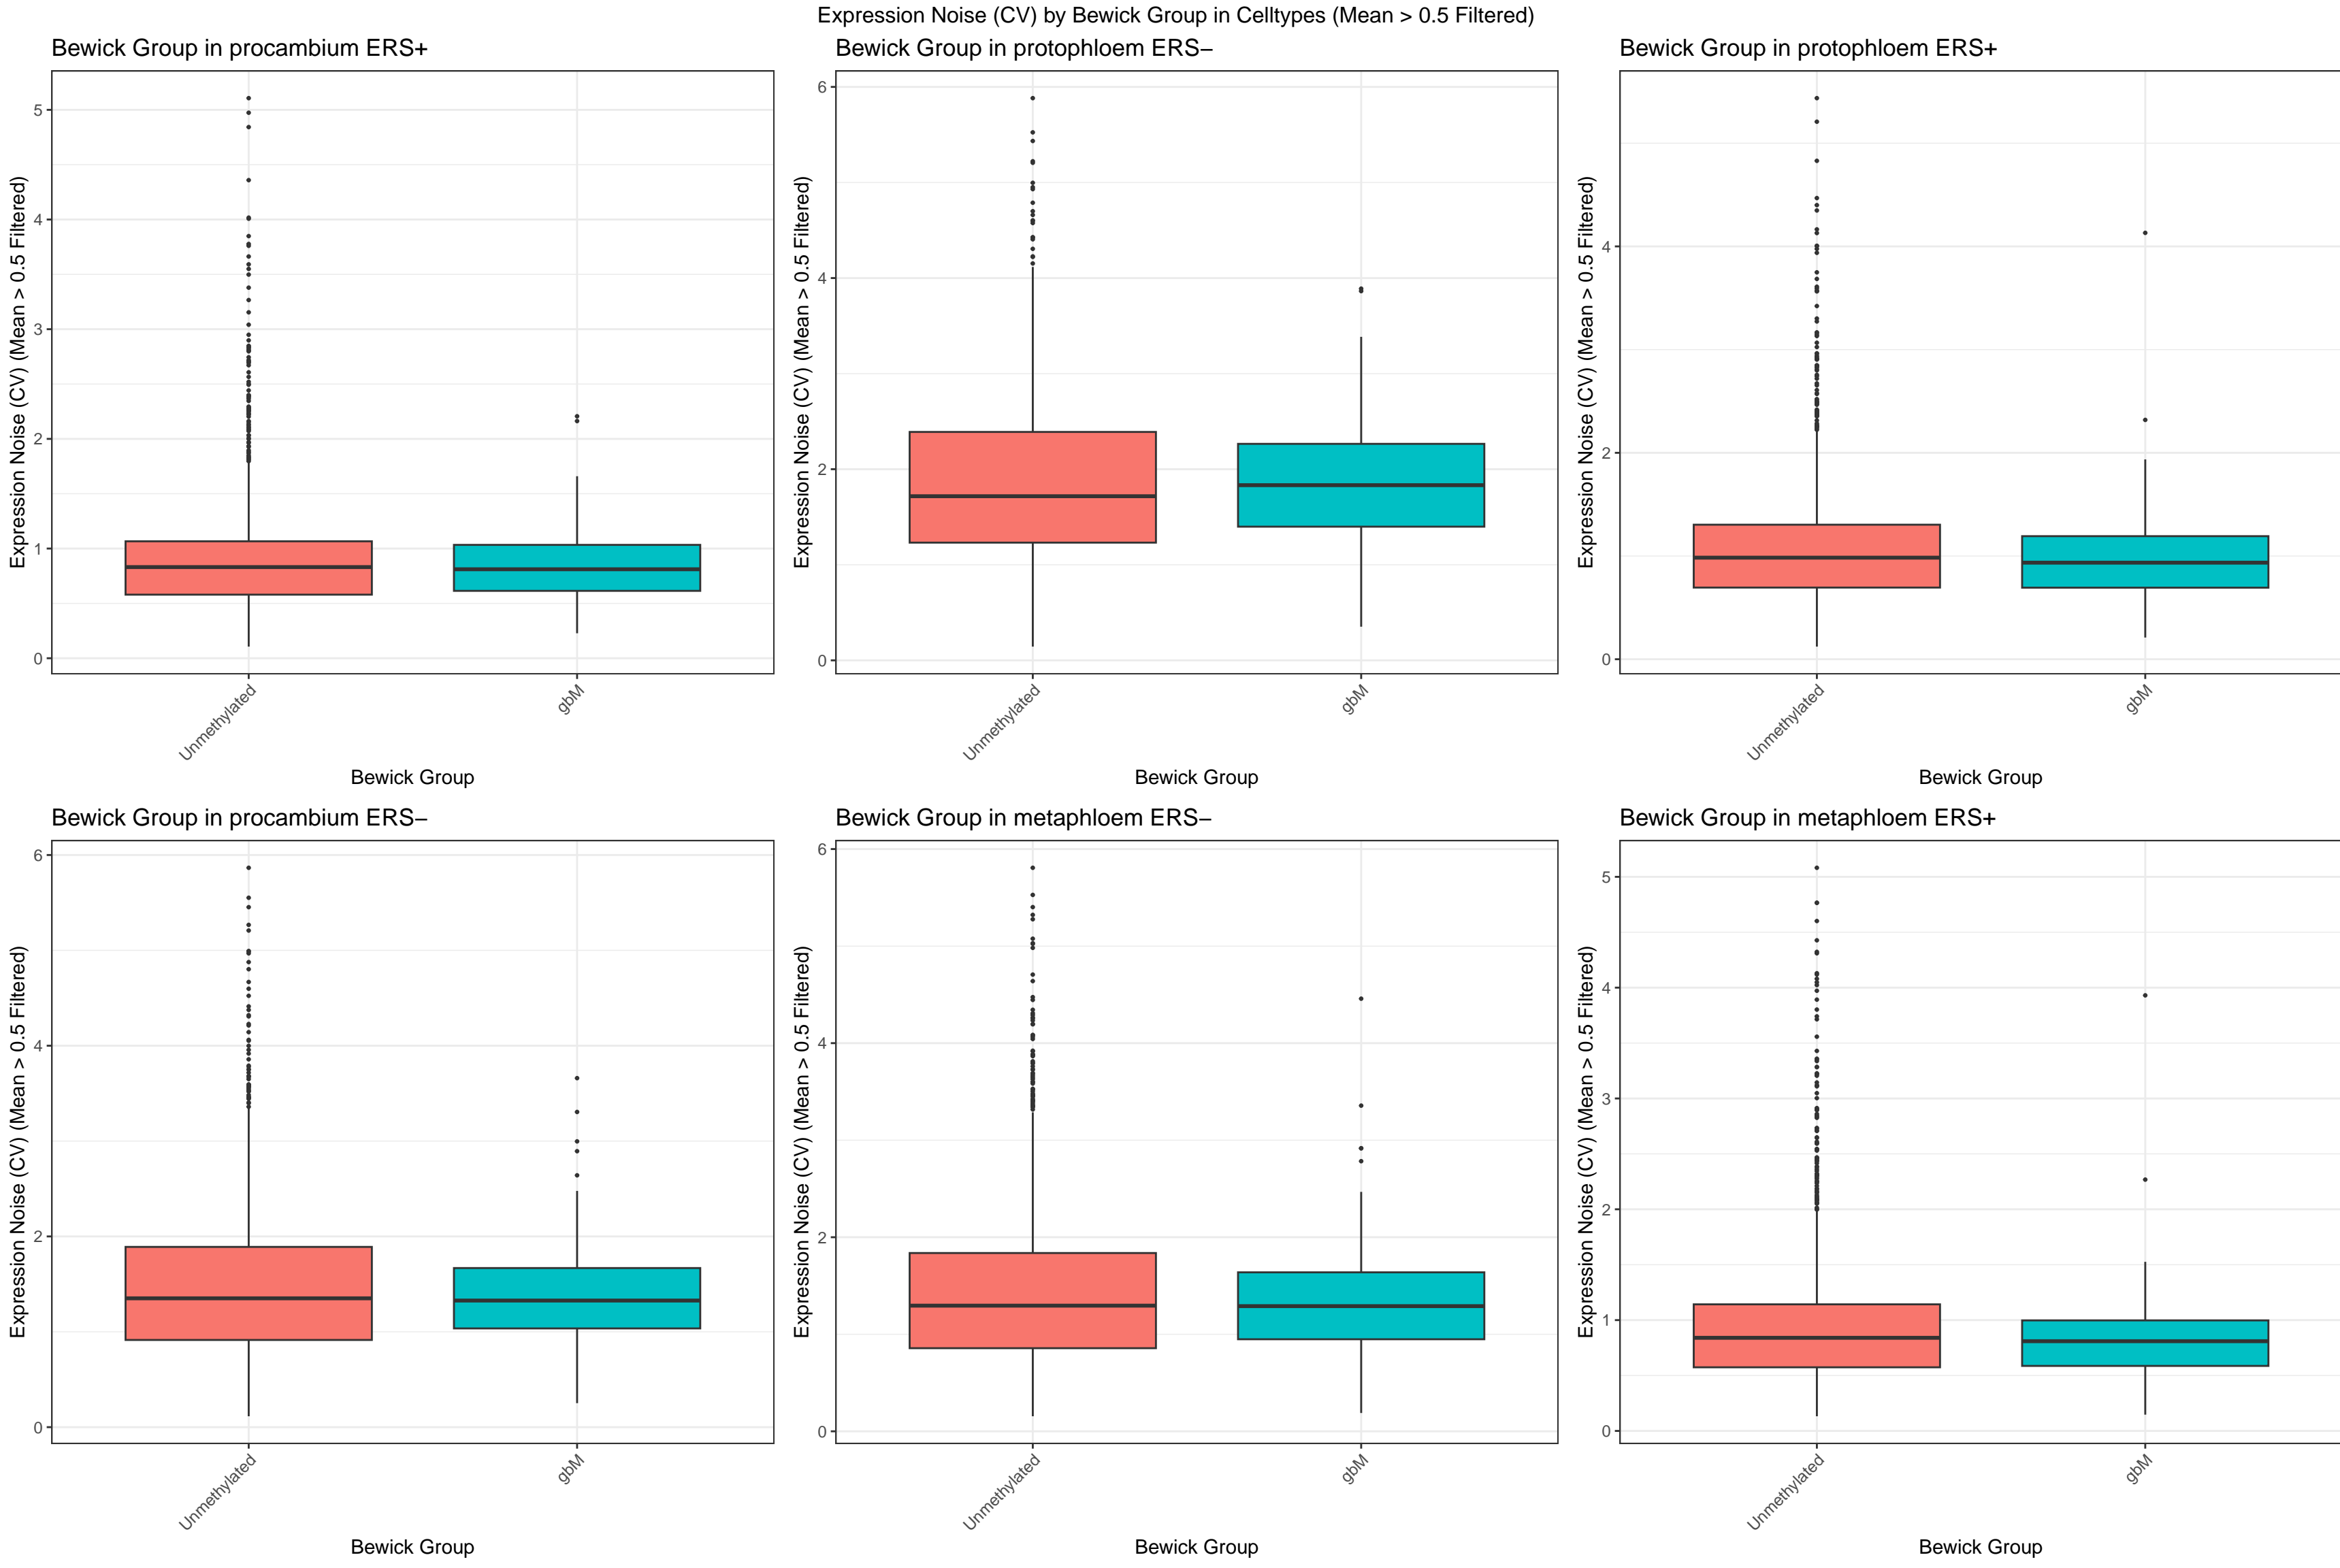 Expression Noise (CV) by Bewick Group in Celltypes (Mean > 0.5 Filtered)
Bewick Group in procambium ERS+
Expression Noise (CV) (Mean > 0.5 Filtered)
5
4
3
2
1
0
Unmethylated
gbM
Bewick Group
Bewick Group in protophloem ERS−
Expression Noise (CV) (Mean > 0.5 Filtered)
6
4
2
0
Unmethylated
gbM
Bewick Group
Bewick Group in protophloem ERS+
Expression Noise (CV) (Mean > 0.5 Filtered)
4
2
0
Unmethylated
gbM
Bewick Group
Bewick Group in procambium ERS−
Expression Noise (CV) (Mean > 0.5 Filtered)
6
4
2
0
Unmethylated
gbM
Bewick Group
Bewick Group in metaphloem ERS−
Expression Noise (CV) (Mean > 0.5 Filtered)
6
4
2
0
Unmethylated
gbM
Bewick Group
Bewick Group in metaphloem ERS+
Expression Noise (CV) (Mean > 0.5 Filtered)
5
4
3
2
1
0
Unmethylated
gbM
Bewick Group